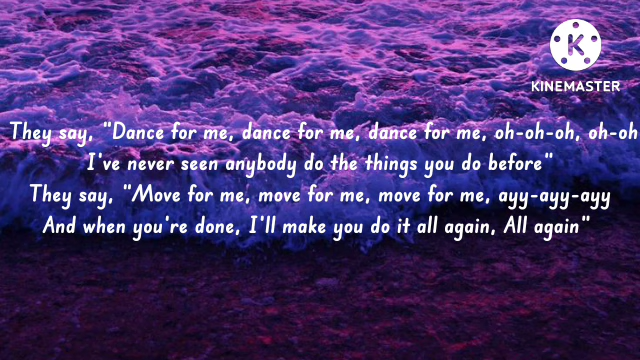 KINEMASTER
They say, "Dance for me, dance for me, dance for me, oh-oh-oh, oh-oh
I've never seen anybody do the things you do before"
They say, "Move for me, move for me, move for me, ayy-ayy-ayy
And when you're done, I'll make you do it all again, All again"